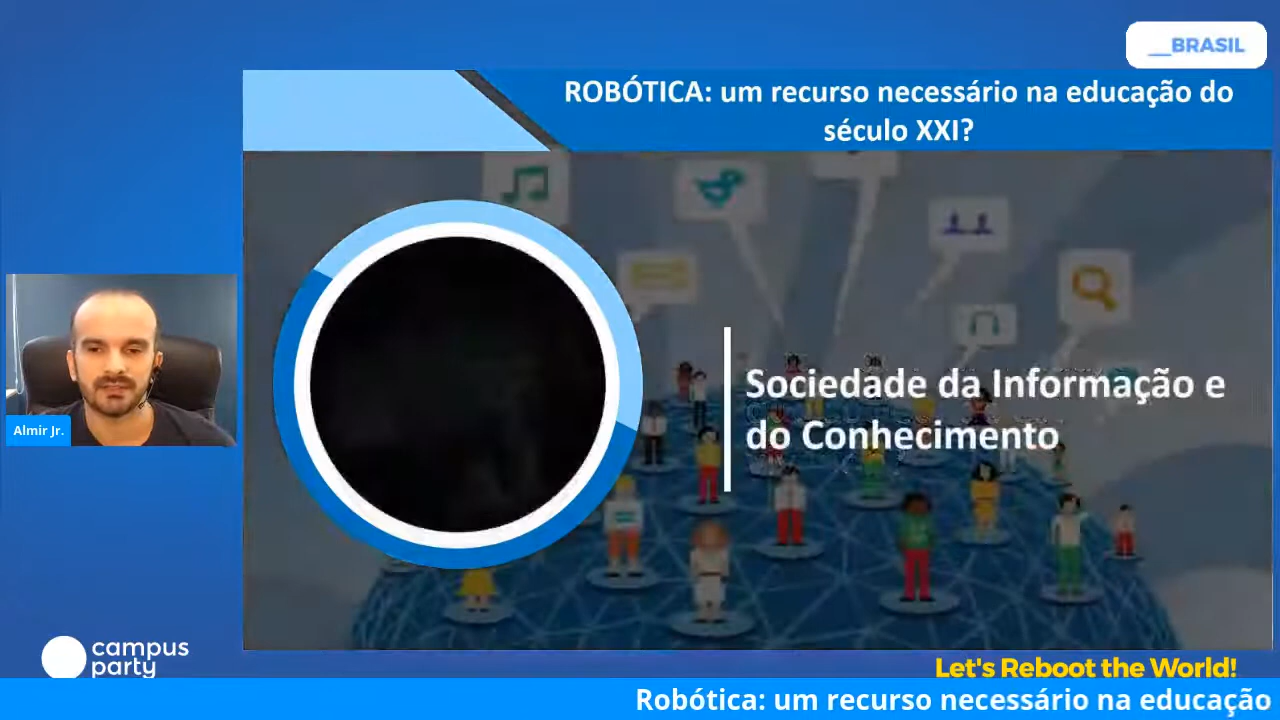 __BRASIL
ROBÓTICA: um recurso necessário na educação do
século XXI?
Sociedade da Informação e
do Conhecimento
Almir Jr.
campus
party
Let's Reboot the World!
Robótica: um recurso necessário na educação